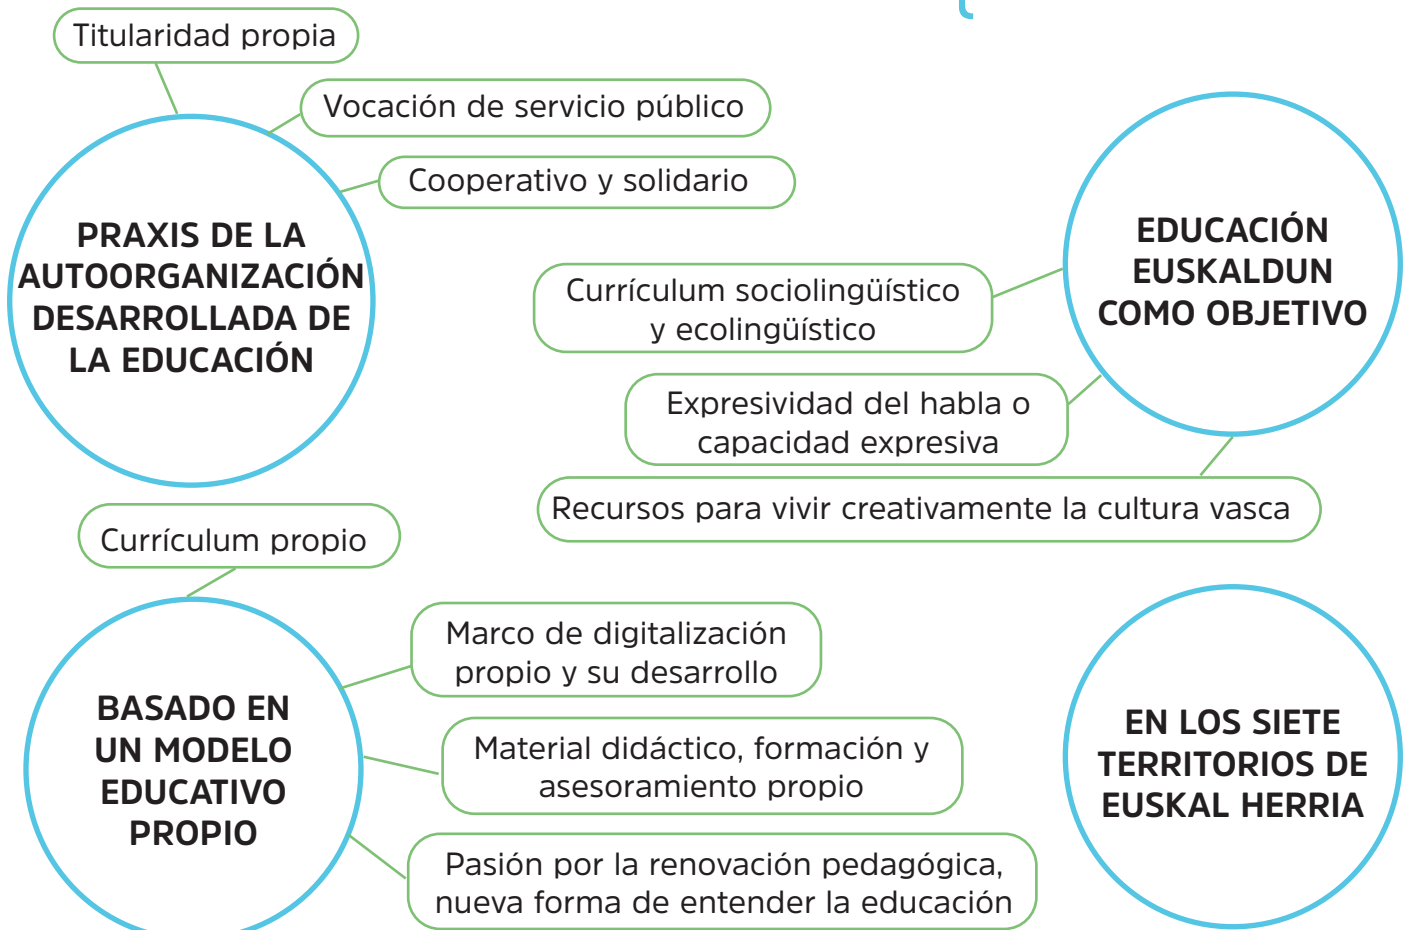 Titularidad propia
Vocación de servicio público
Cooperativo y solidario
PRAXIS DE LA
AUTOORGANIZACIÓN
DESARROLLADA DE
LA EDUCACIÓN
EDUCACIÓN
EUSKALDUN
COMO OBJETIVO
Currículum sociolingüístico
y ecolingüístico
Expresividad del habla o
capacidad expresiva
Recursos para vivir creativamente la cultura vasca
Currículum propio
Marco de digitalización
propio y su desarrollo
BASADO EN
UN MODELO
EDUCATIVO
PROPIO
Material didáctico, formación y
asesoramiento propio
Pasión por la renovación pedagógica,
nueva forma de entender la educación
EN LOS SIETE
TERRITORIOS DE
EUSKAL HERRIA